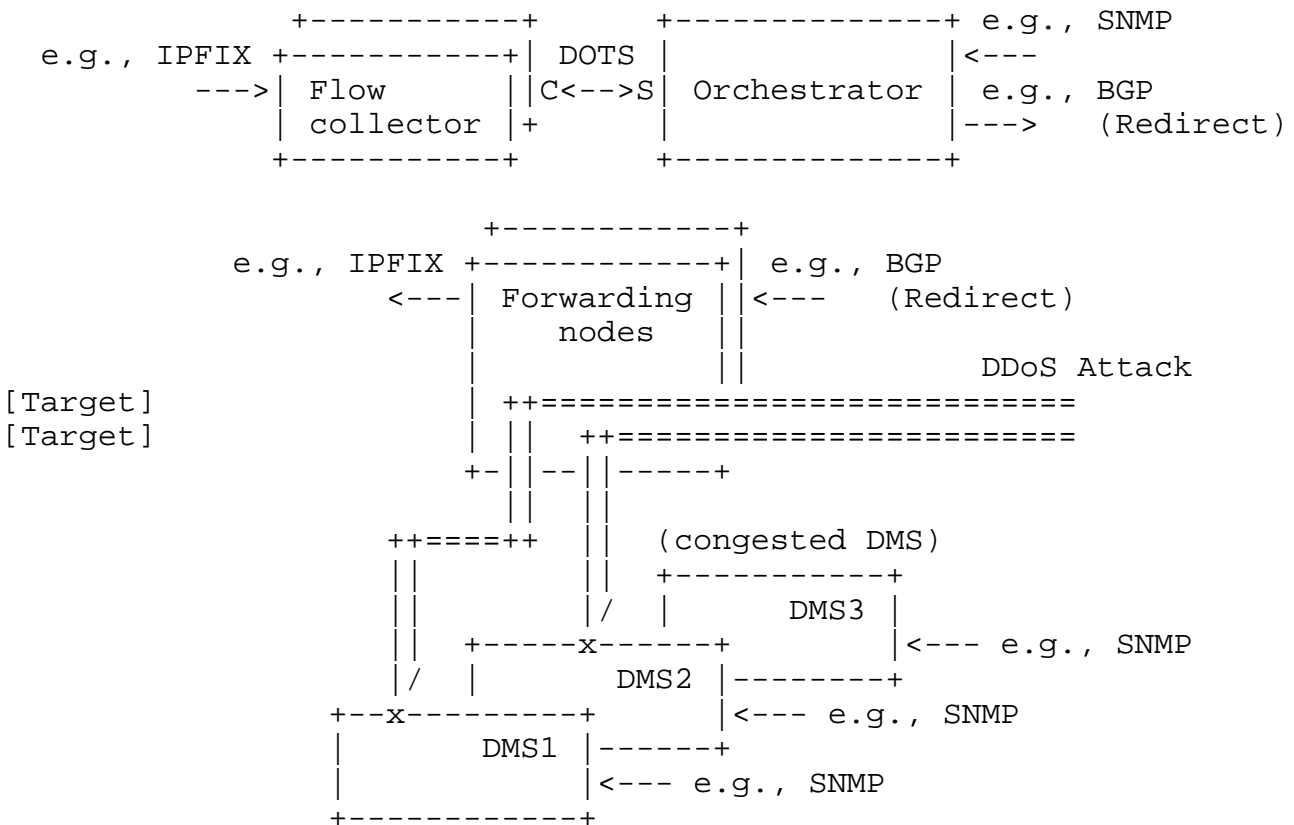 e.g., SNMP
e.g., IPFIX DOTS <---
---> Flow C<-->S Orchestrator e.g., BGP
collector ---> (Redirect)
e.g., IPFIX e.g., BGP
<--- Forwarding <--- (Redirect)
nodes
DDoS Attack
[Target]
[Target]
(congested DMS)
DMS3
x <--- e.g., SNMP
DMS2
x <--- e.g., SNMP
DMS1
<--- e.g., SNMP